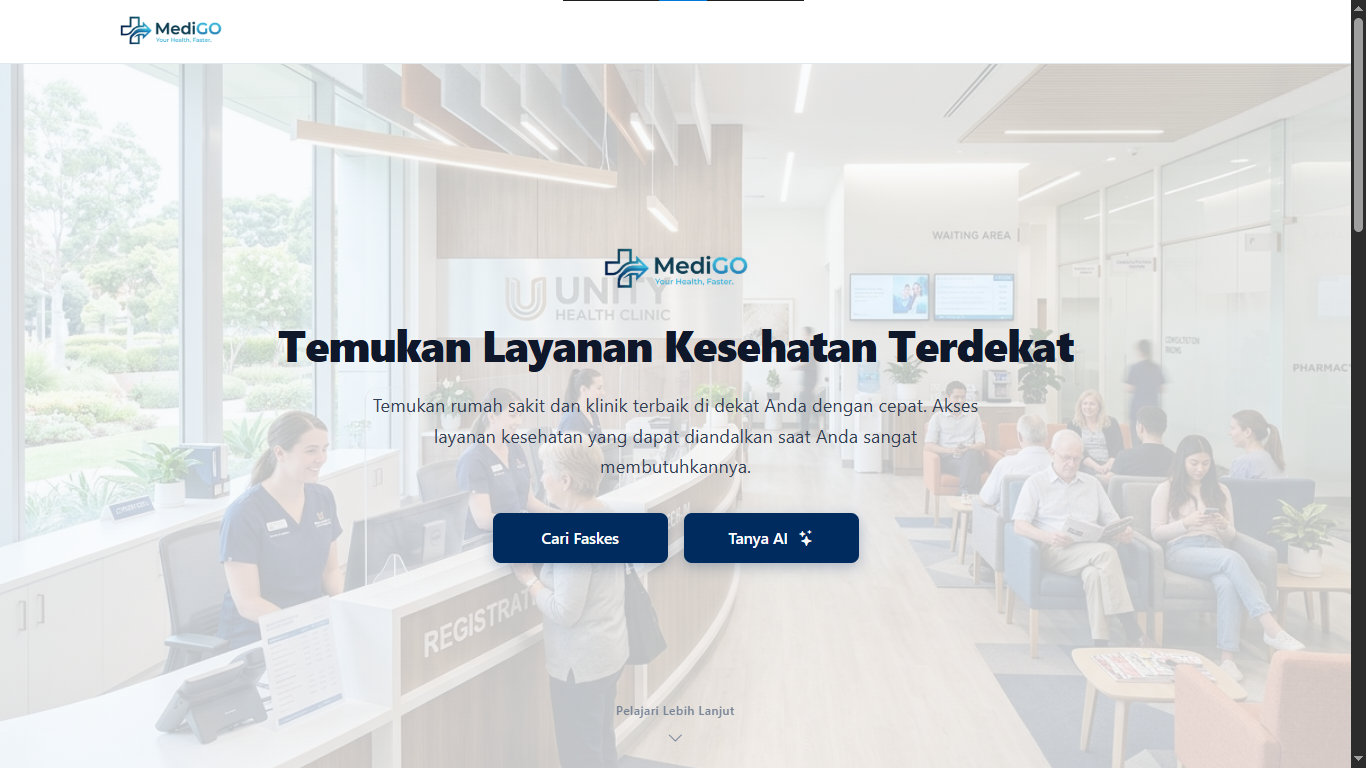 MediGO
Your Health, Faster.
WAITING AREA
MediGO
Your Health, Faster.
UNITY
HEALTH CLINIC
Temukan Layanan Kesehatan Terdekat
CONSULTATION
PHARMACY
Temukan rumah sakit dan klinik terbaik di dekat Anda dengan cepat. Akses
layanan kesehatan yang dapat diandalkan saat Anda sangat
membutuhkannya.
Cari Faskes
Tanya AI
Pelajari Lebih Lanjut